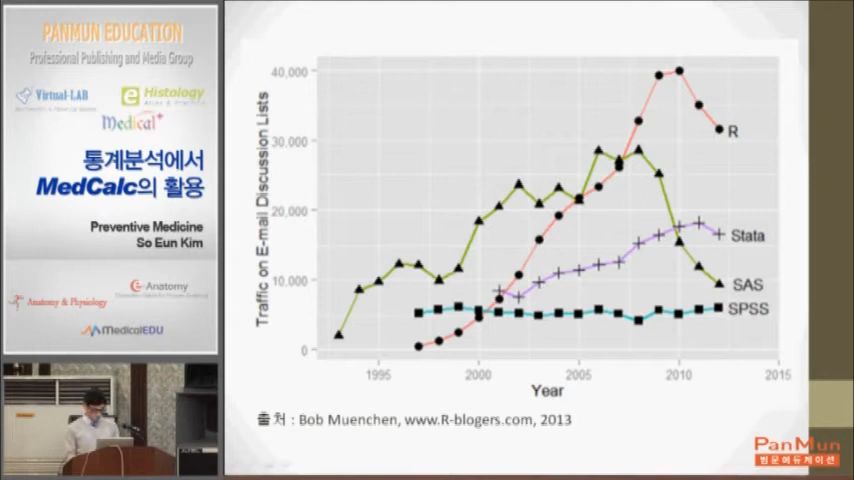 PANMUN EDUCATION
Professional Publishing and Media Group
Virtual-LAB
e Histology
Medical+
통계분석에서
MedCalc의 활용
Preventive Medicine
So Eun Kim
e-Anatomy
Anatomy & Physiology
MedicalEDU
Traffic on E-mail Discussion Lists
40,000
30,000
20,000
10,000
0
R
Stata
SAS
SPSS
1995
2000
2005
2010
2015
Year
출처 : Bob Muenchen, www.R-blogers.com, 2013
PanMun
범문에듀케이션